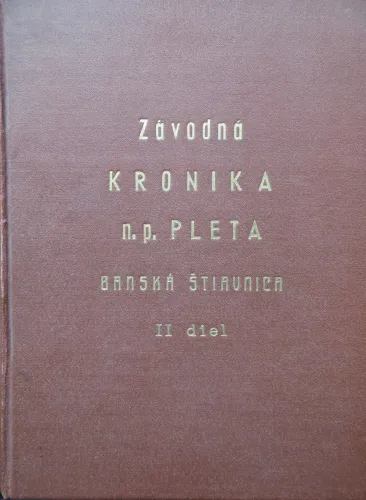 Závodná
KRONIKA
n.p. PLETA
BANSKÁ ŠTIAVNICA
II diel